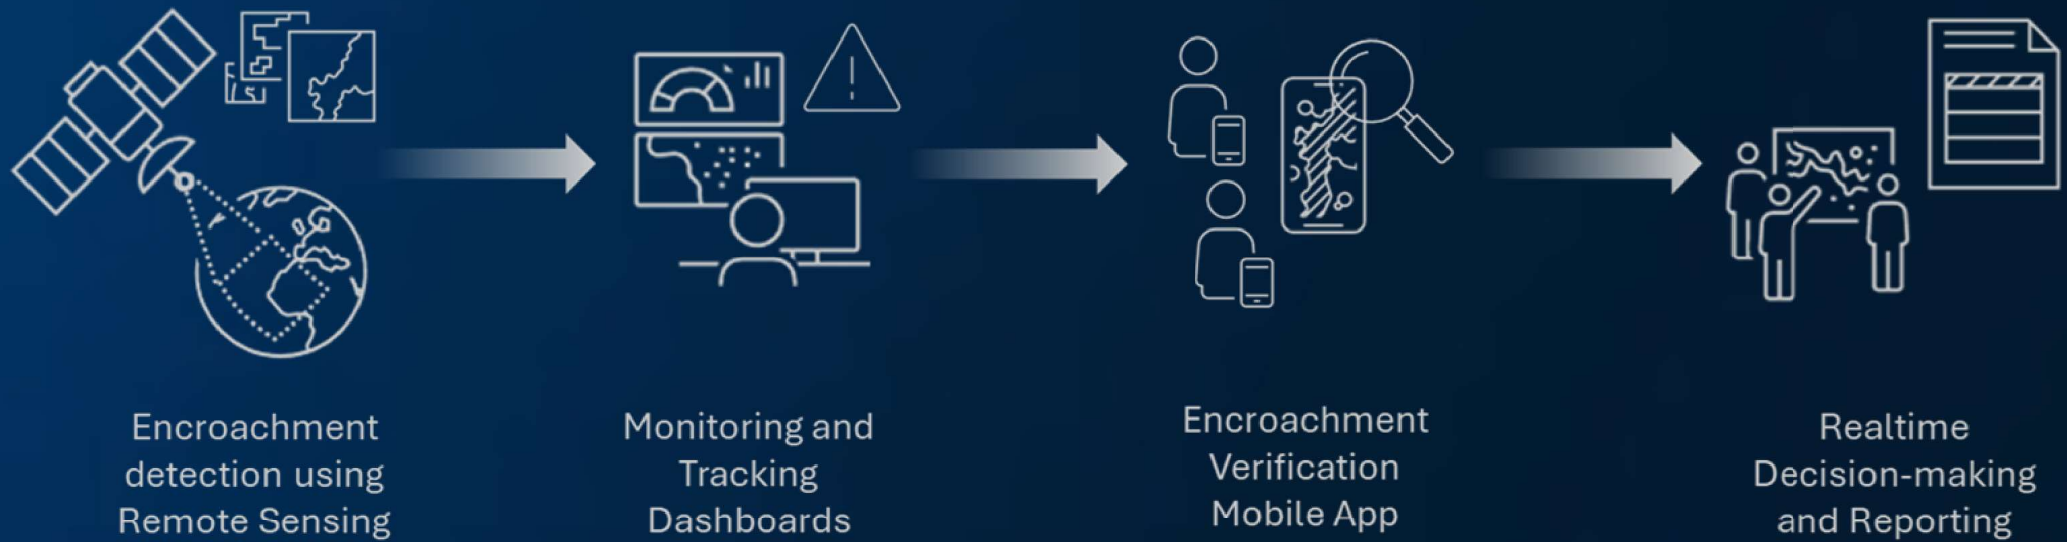 Encroachment
detection using
Remote Sensing
Monitoring and
Tracking
Dashboards
Encroachment
Verification
Mobile App
Realtime
Decision-making
and Reporting